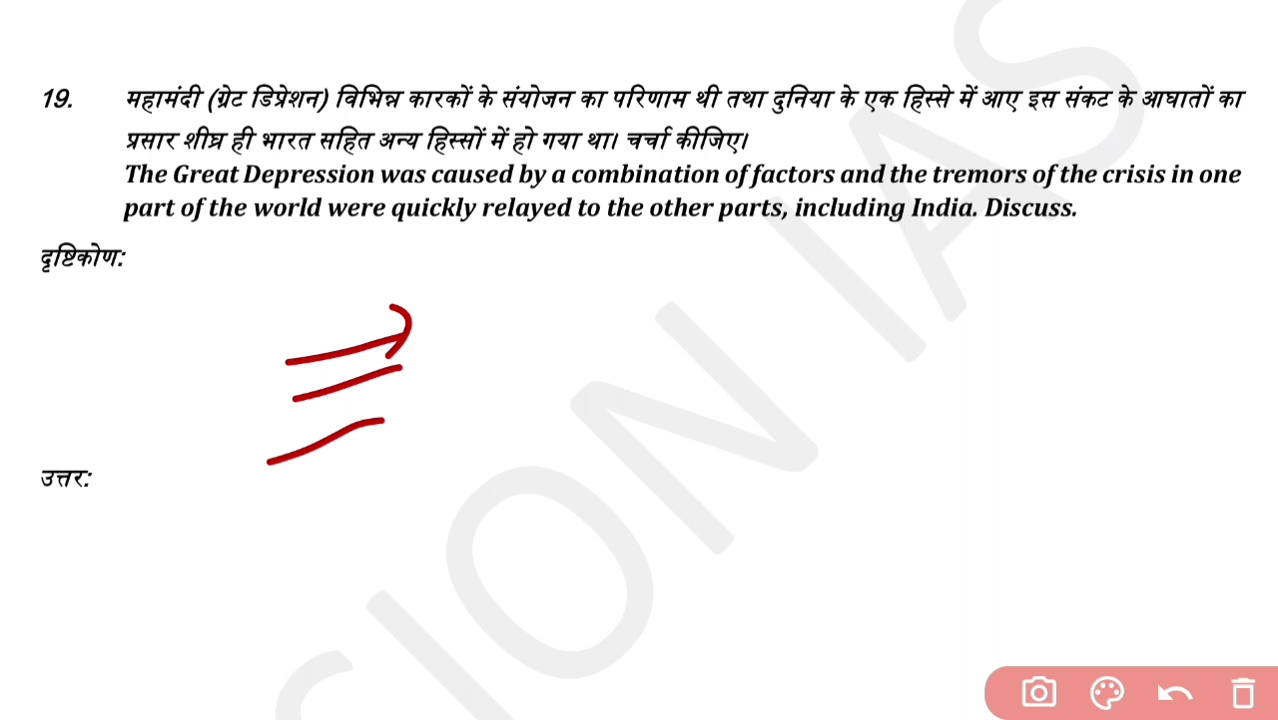 19. महामंदी (ग्रेट डिप्रेशन) विभिन्न कारकों के संयोजन का परिणाम थी तथा दुनिया के एक हिस्से में आए इस संकट के आघातों का
प्रसार शीघ्र ही भारत सहित अन्य हिस्सों में हो गया था। चर्चा कीजिए।
The Great Depression was caused by a combination of factors and the tremors of the crisis in one
part of the world were quickly relayed to the other parts, including India. Discuss.
दृष्टिकोण:
उत्तर:
SION IAS